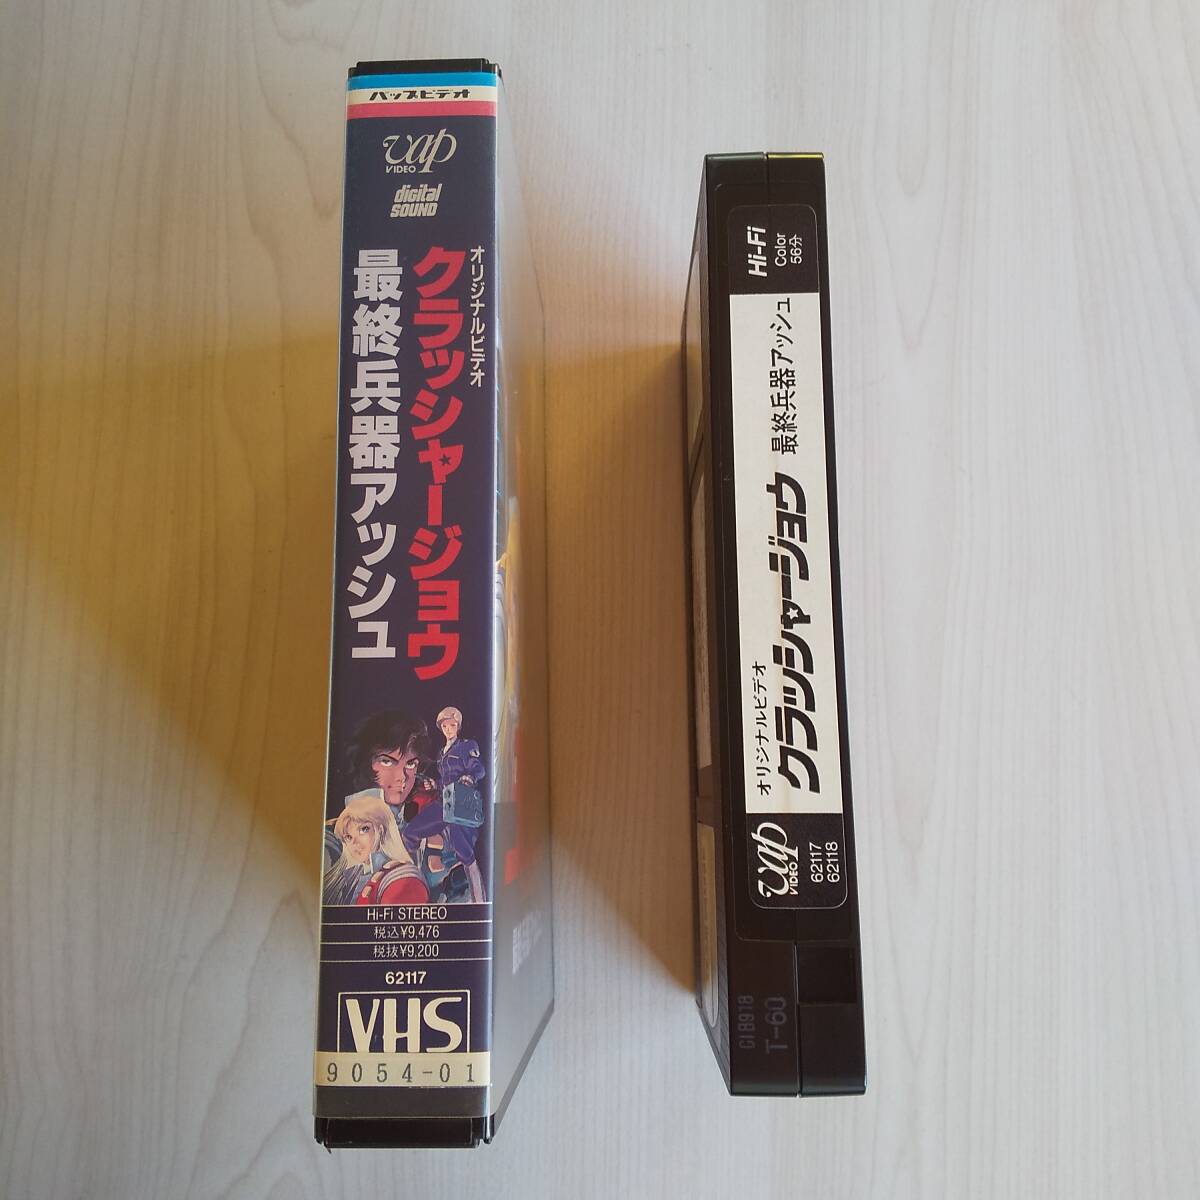 バップビデオ
vap
VIDEO
digital
SOUND
オリジナルビデオ
クラッシャージョウ
最終兵器アッシュ
Hi-Fi STEREO
税込¥9,476
税抜¥9,200
62117
VHS
9054-01
Hi-Fi
Color
56分
オリジナルビデオ
クラッシャージョウ
最終兵器アッシュ
vap
VIDEO
62117
62118
T-60